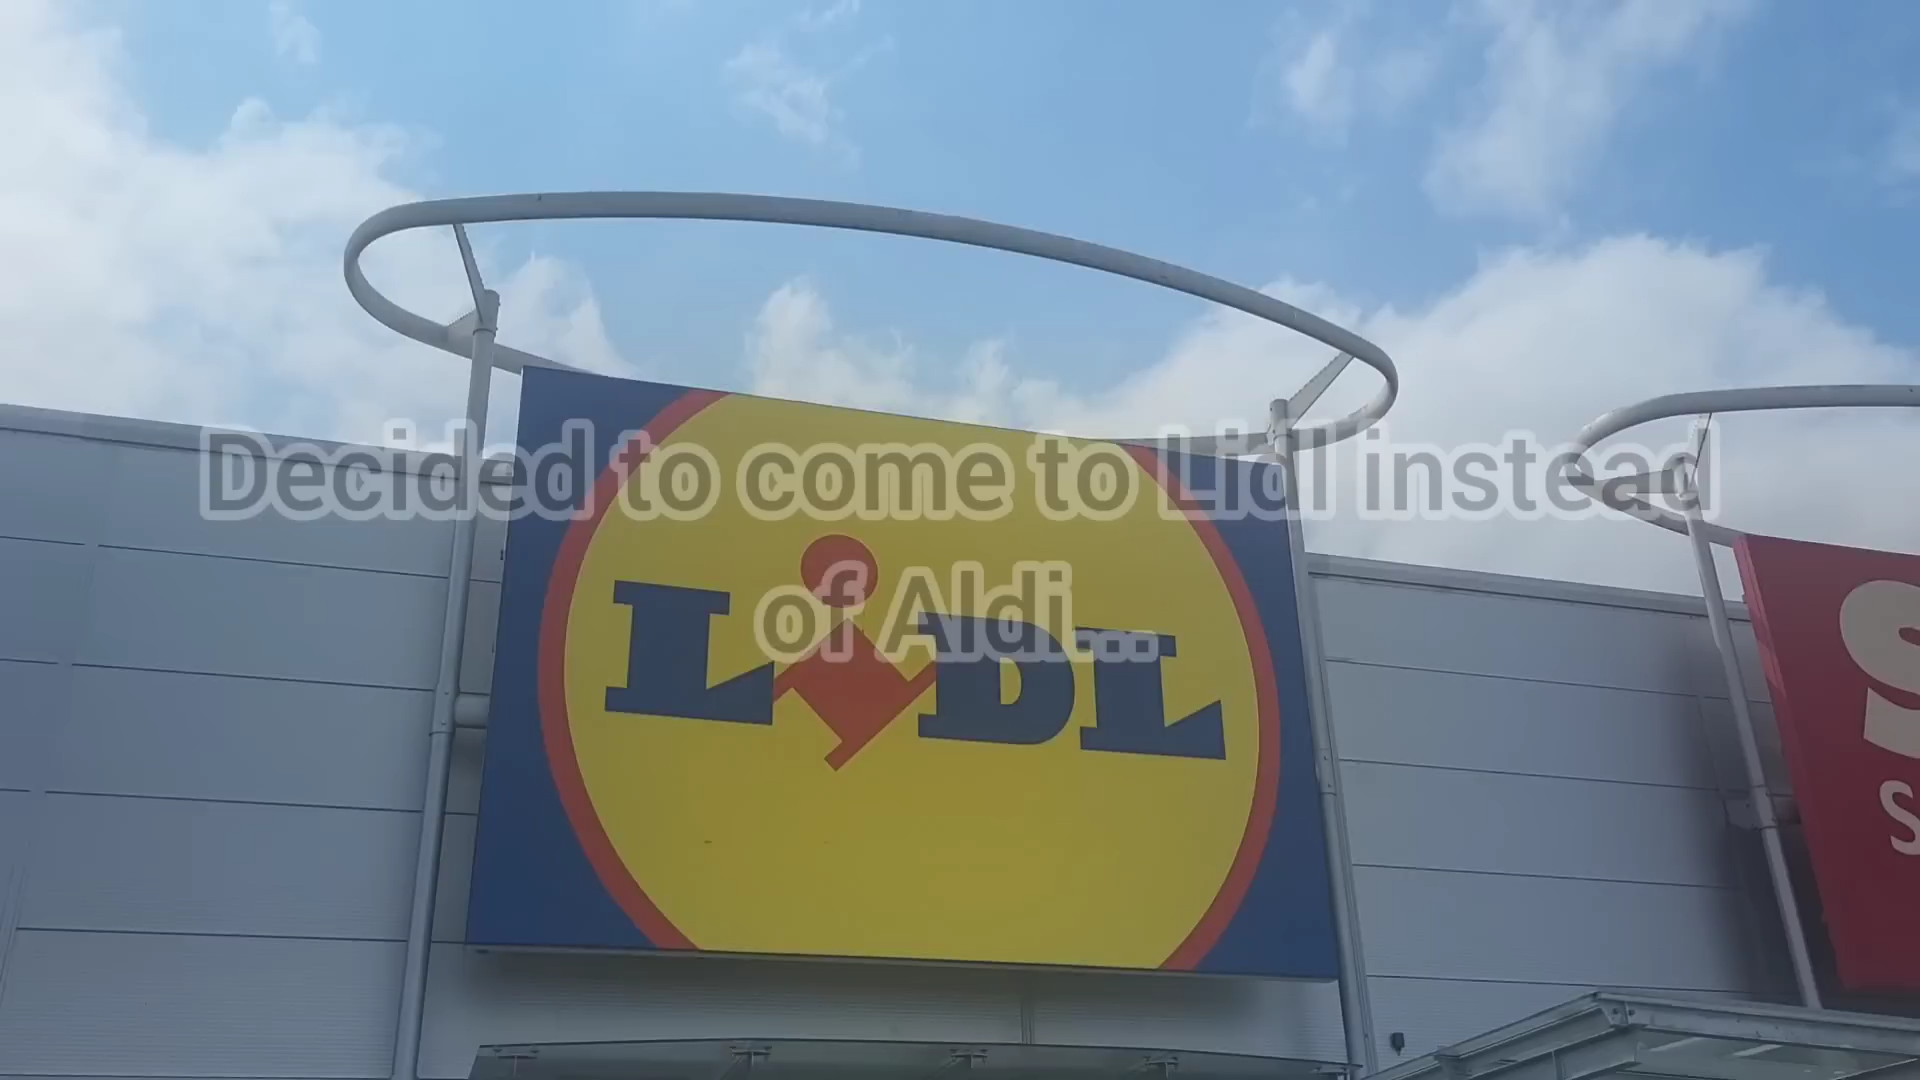 Decided to come to Lidl instead
of Aldi...
LiDL
S
S